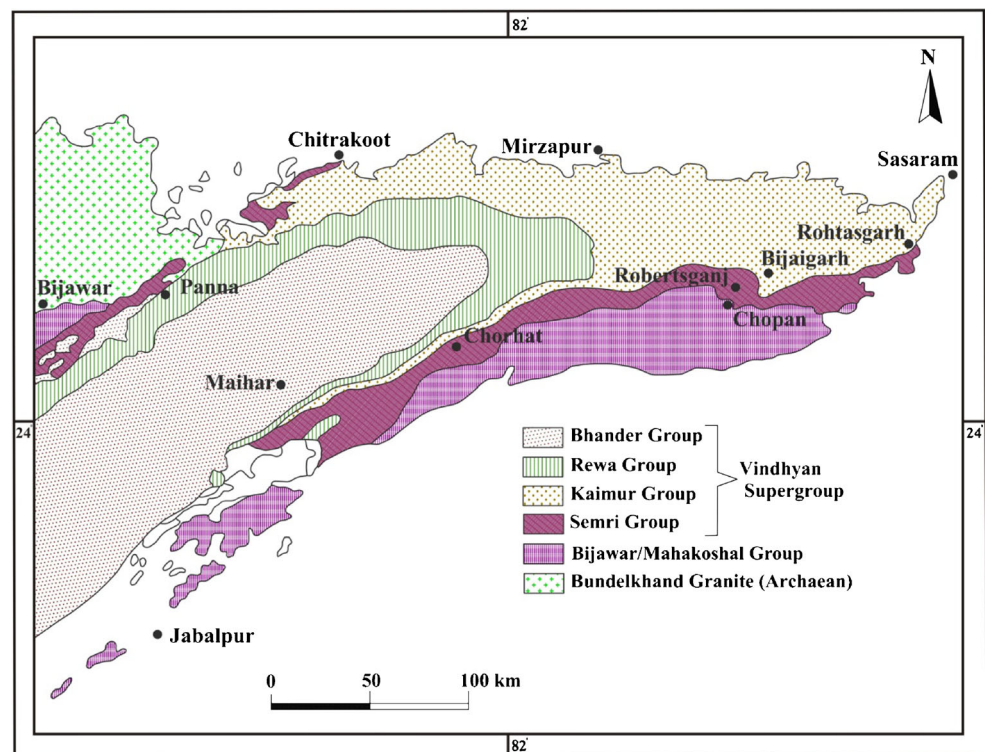 82'
N
Chitrakoot
Mirzapur
Sasaram
Rohtasgarh
Bijaigarh
Robertsganj
Bijawar
Panna
Chopan
Chorhat
Maihar
24'
24'
Bhander Group
Rewa Group
Kaimur Group
Semri Group
Vindhyan
Supergroup
Bijawar/Mahakoshal Group
Bundelkhand Granite (Archaean)
Jabalpur
0 50 100 km
82'